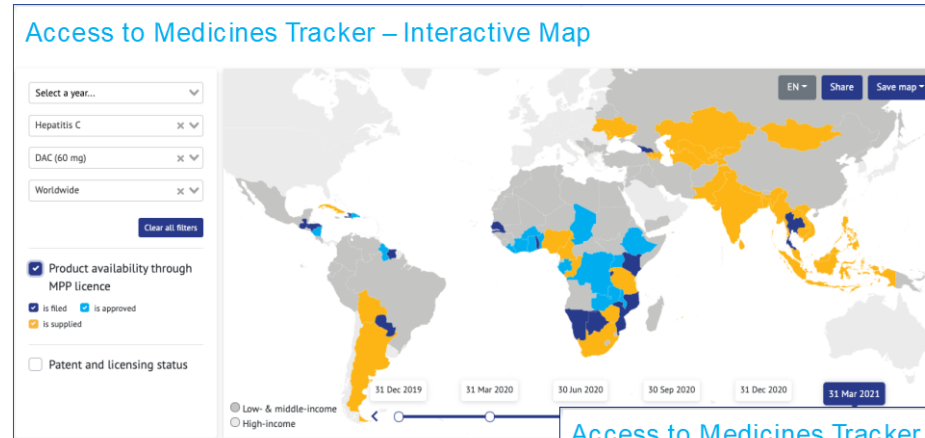 Access to Medicines Tracker – Interactive Map
Select a year...
Hepatitis C
DAC (60 mg)
Worldwide
Clear all filters
Product availability through
MPP licence
is filed is approved
is supplied
Patent and licensing status
EN Share Save map
31 Dec 2019 31 Mar 2020 30 Jun 2020 30 Sep 2020 31 Dec 2020 31 Mar 2021
Low- & middle-income
High-income
Access to Medicines Tracker